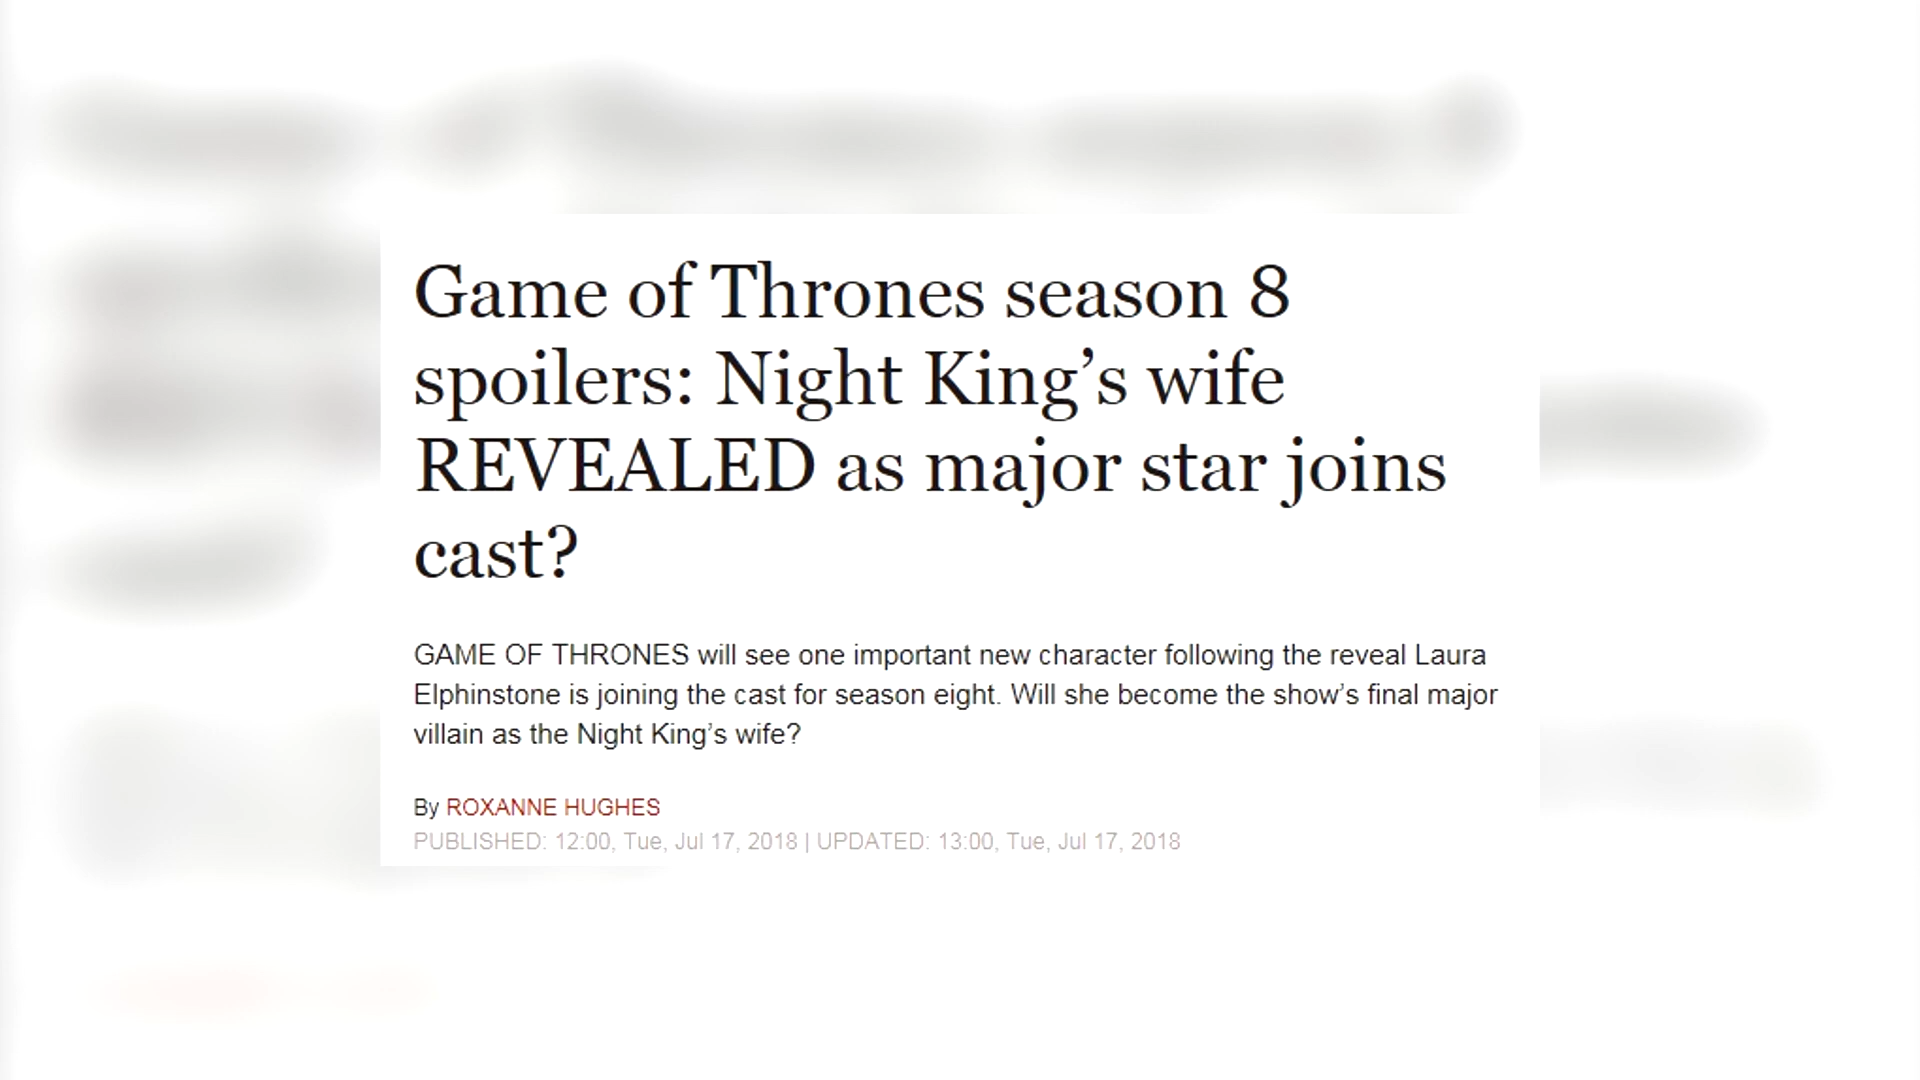 Game of Thrones season 8
spoilers: Night King’s wife
REVEALED as major star joins
cast?
GAME OF THRONES will see one important new character following the reveal Laura
Elphinstone is joining the cast for season eight. Will she become the show’s final major
villain as the Night King’s wife?
By ROXANNE HUGHES
PUBLISHED: 12:00, Tue, Jul 17, 2018 | UPDATED: 13:00, Tue, Jul 17, 2018